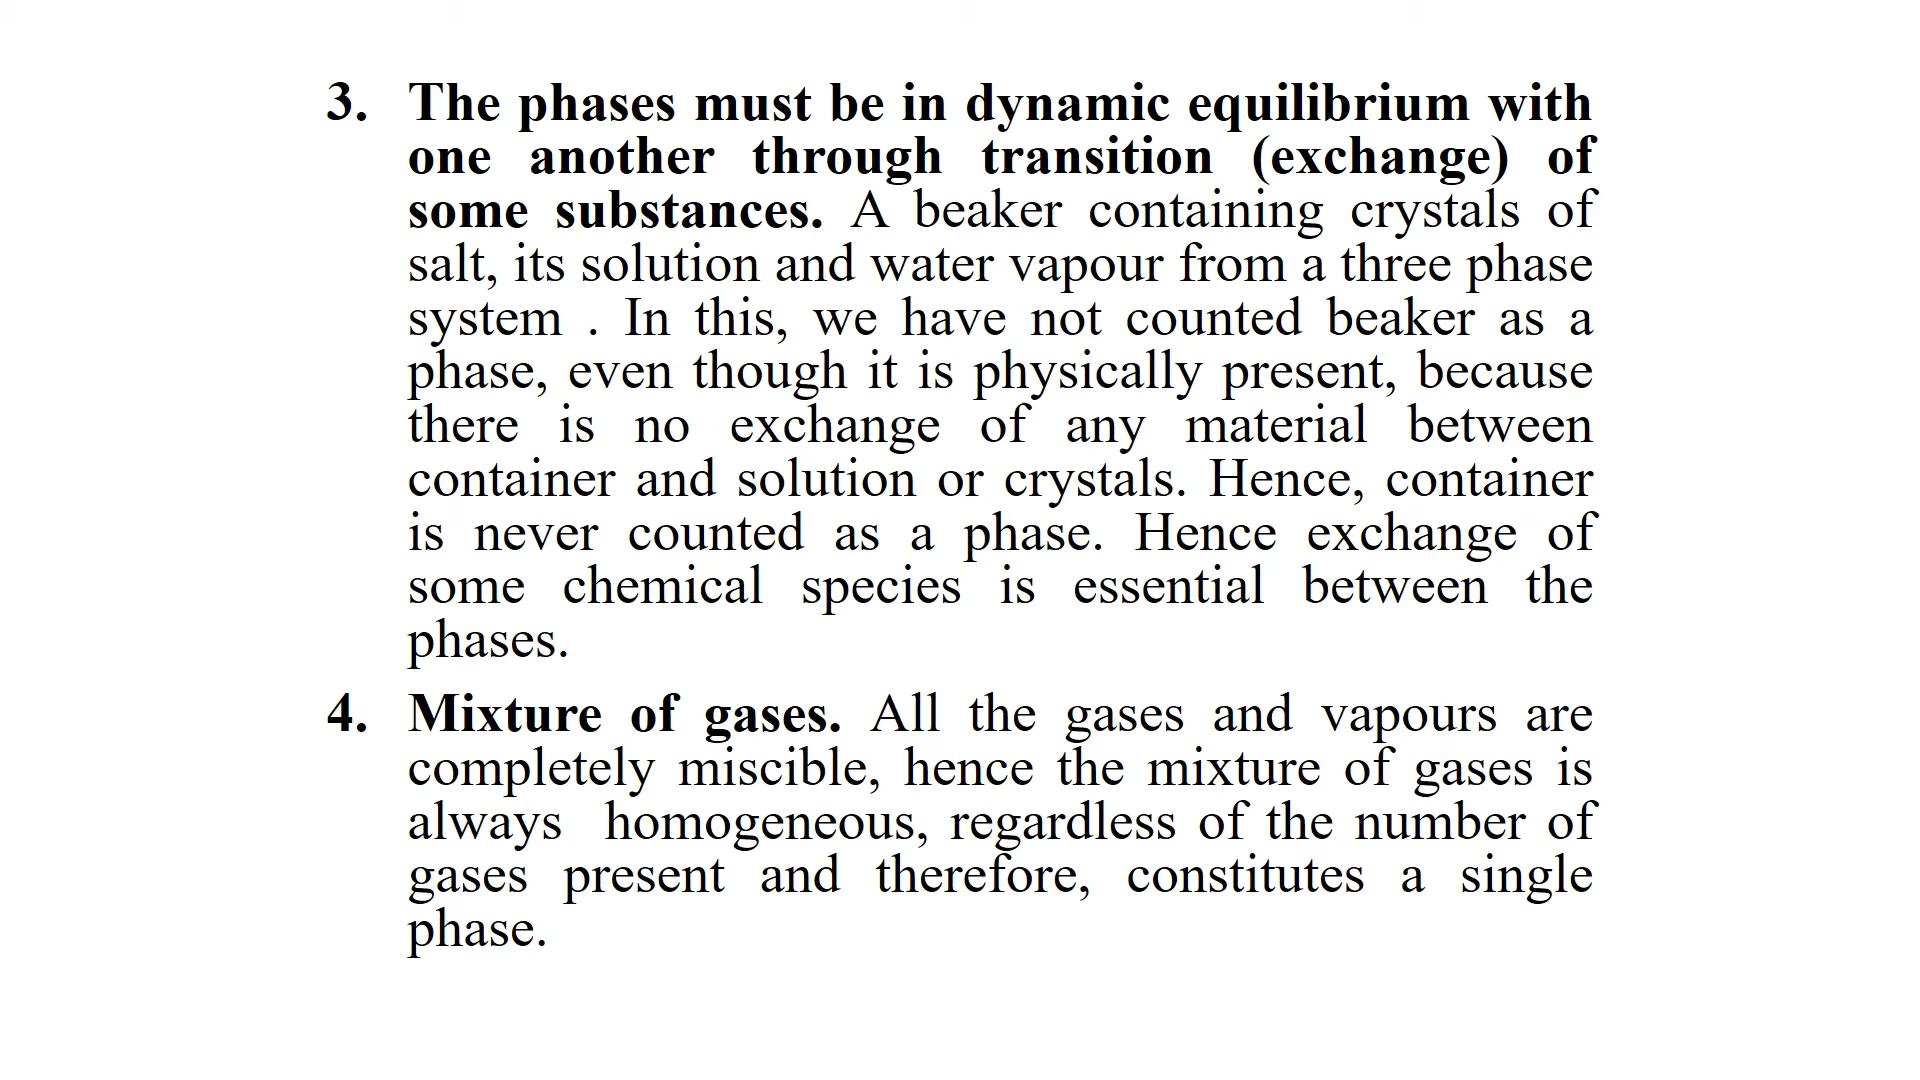 3. The phases must be in dynamic equilibrium with
one another through transition (exchange) of
some substances. A beaker containing crystals of
salt, its solution and water vapour from a three phase
system . In this, we have not counted beaker as a
phase, even though it is physically present, because
there is no exchange of any material between
container and solution or crystals. Hence, container
is never counted as a phase. Hence exchange of
some chemical species is essential between the
phases.
4. Mixture of gases. All the gases and vapours are
completely miscible, hence the mixture of gases is
always homogeneous, regardless of the number of
gases present and therefore, constitutes a single
phase.